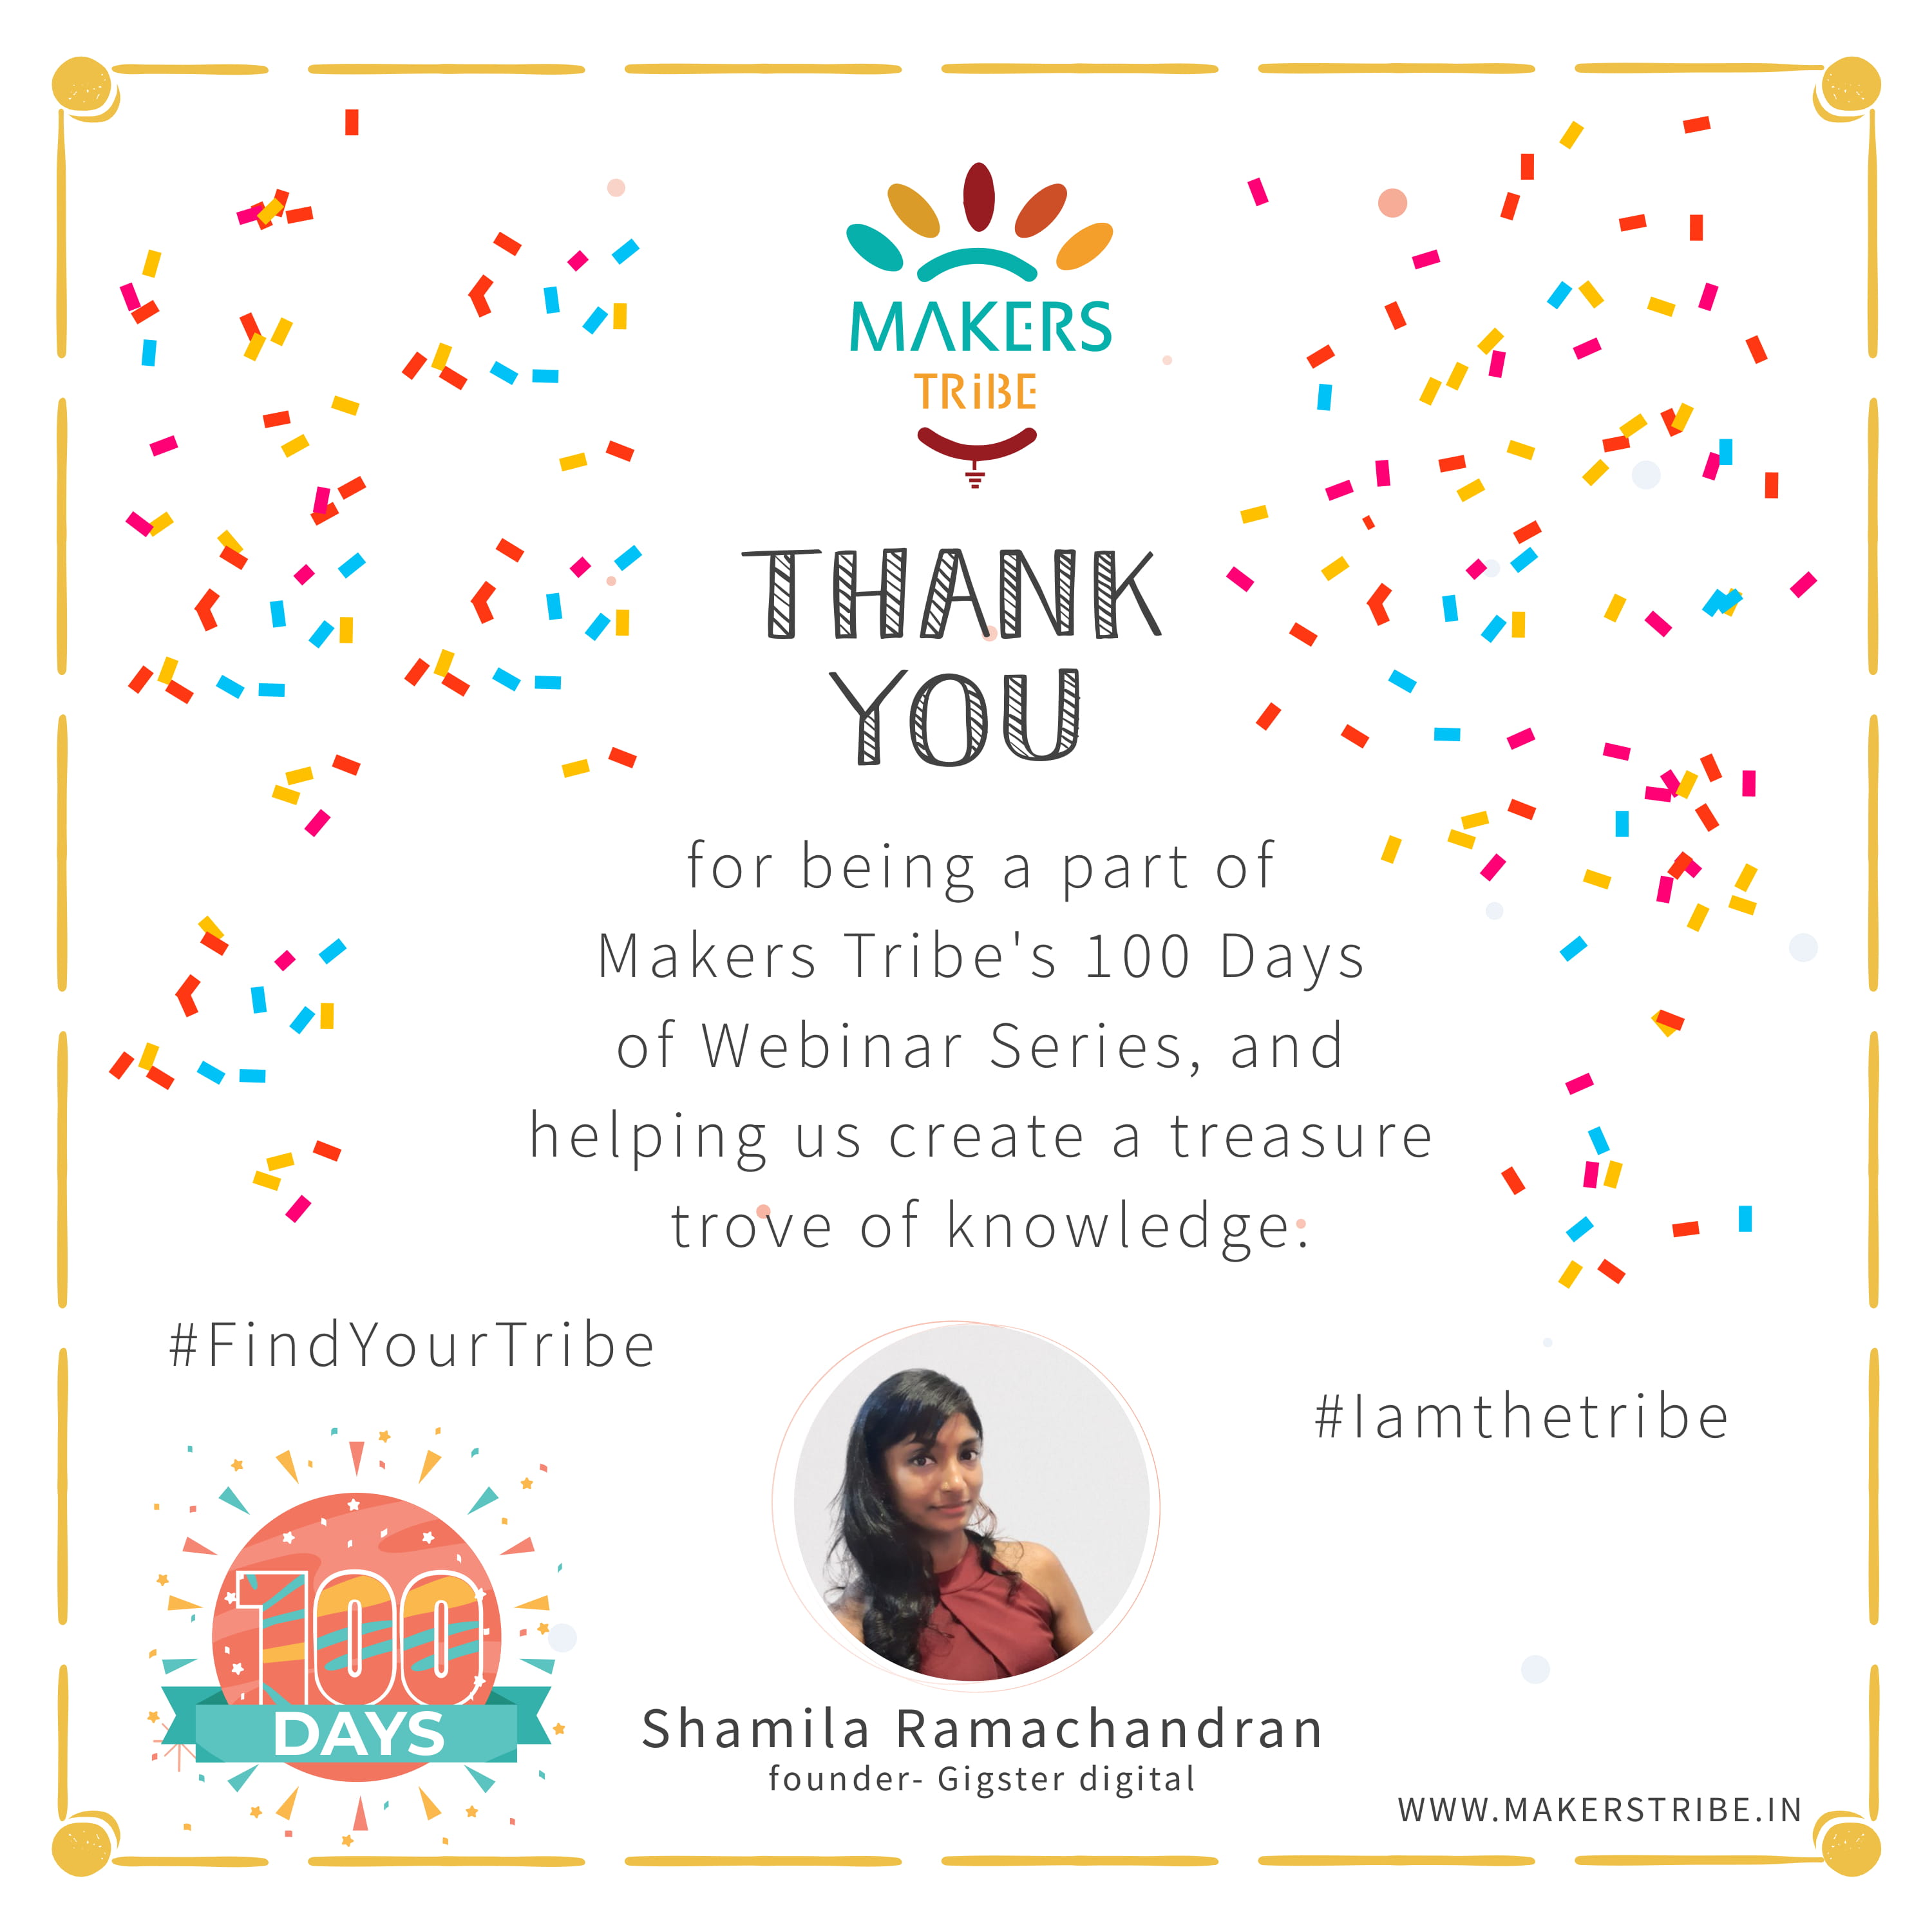 MAKERS
TRiBE
THANK
YOU
for being a part of
Makers Tribe's 100 Days
of Webinar Series, and
helping us create a treasure
trove of knowledge.
#FindYourTribe
#Iamthetribe
100
DAYS
Shamila Ramachandran
founder- Gigster digital
WWW.MAKERSTRIBE.IN